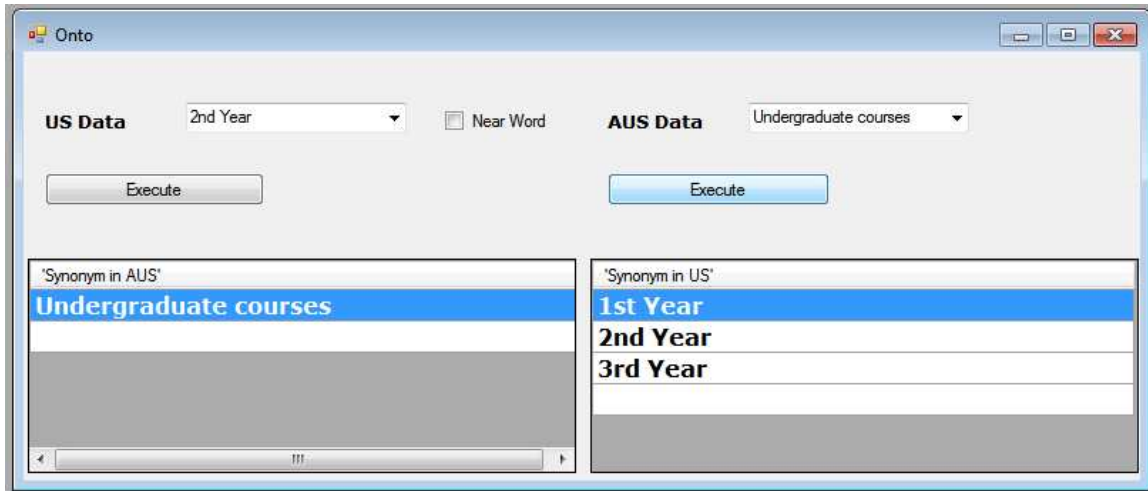 Onto
US Data 2nd Year Near Word AUS Data Undergraduate courses
Execute Execute
'Synonym in AUS' 'Synonym in US'
Undergraduate courses 1st Year
2nd Year
3rd Year